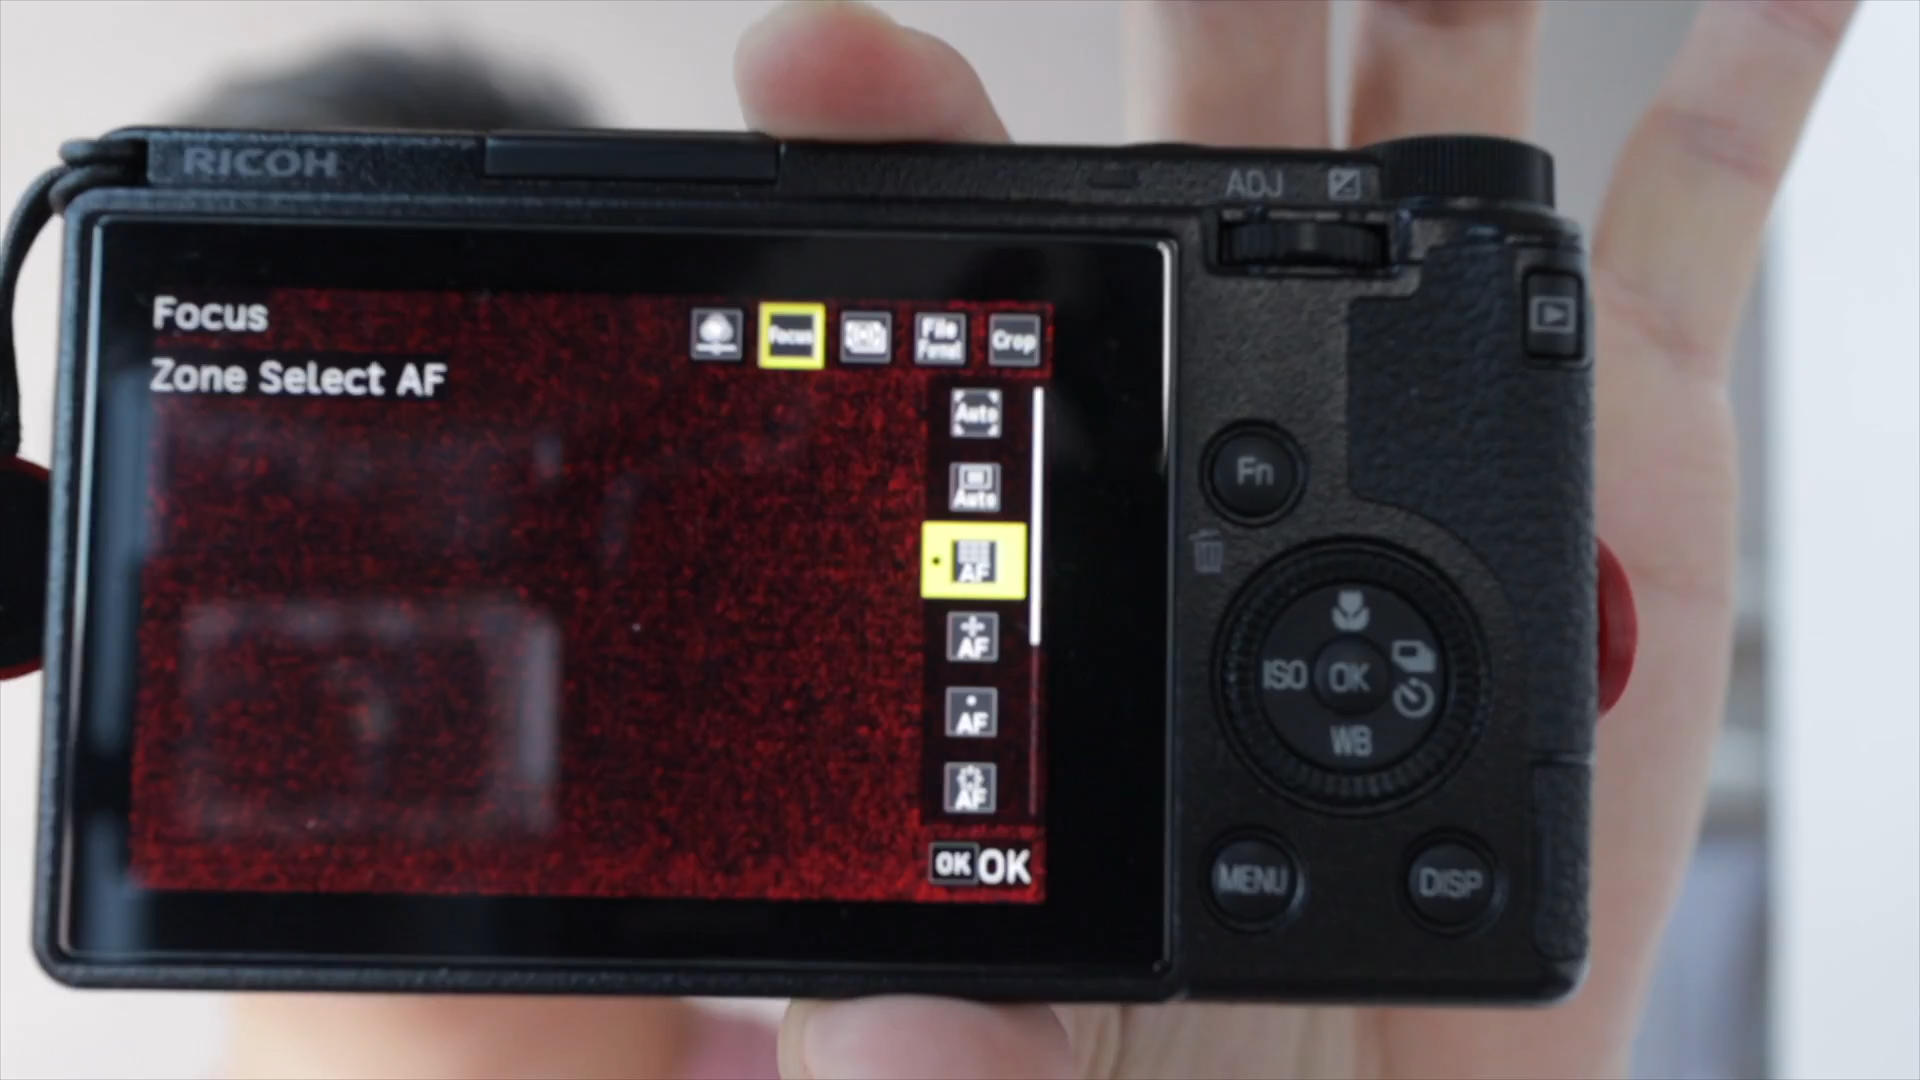 RICOH
ADJ
Focus
Focus
File
Format
Crop
Zone Select AF
Auto
Auto
AF
AF
AF
AF
OK OK
Fn
ISO OK
WB
MENU DISP